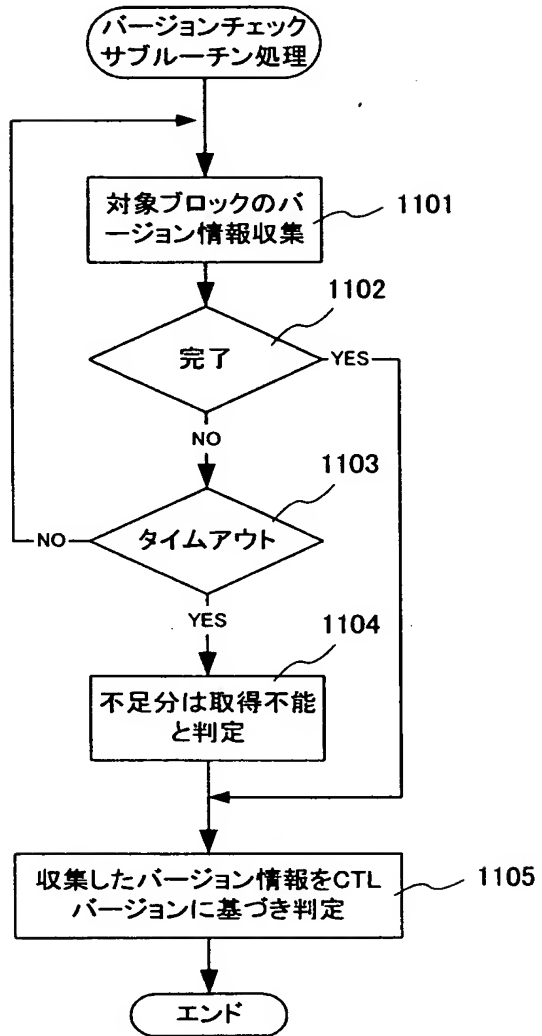 バージョンチェック
サブルーチン処理
対象ブロックのバ
ージョン情報収集
1101
1102
完了
YES
NO
1103
タイムアウト
NO
YES
1104
不足分は取得不能
と判定
収集したバージョン情報をCTL
バージョンに基づき判定
1105
エンド